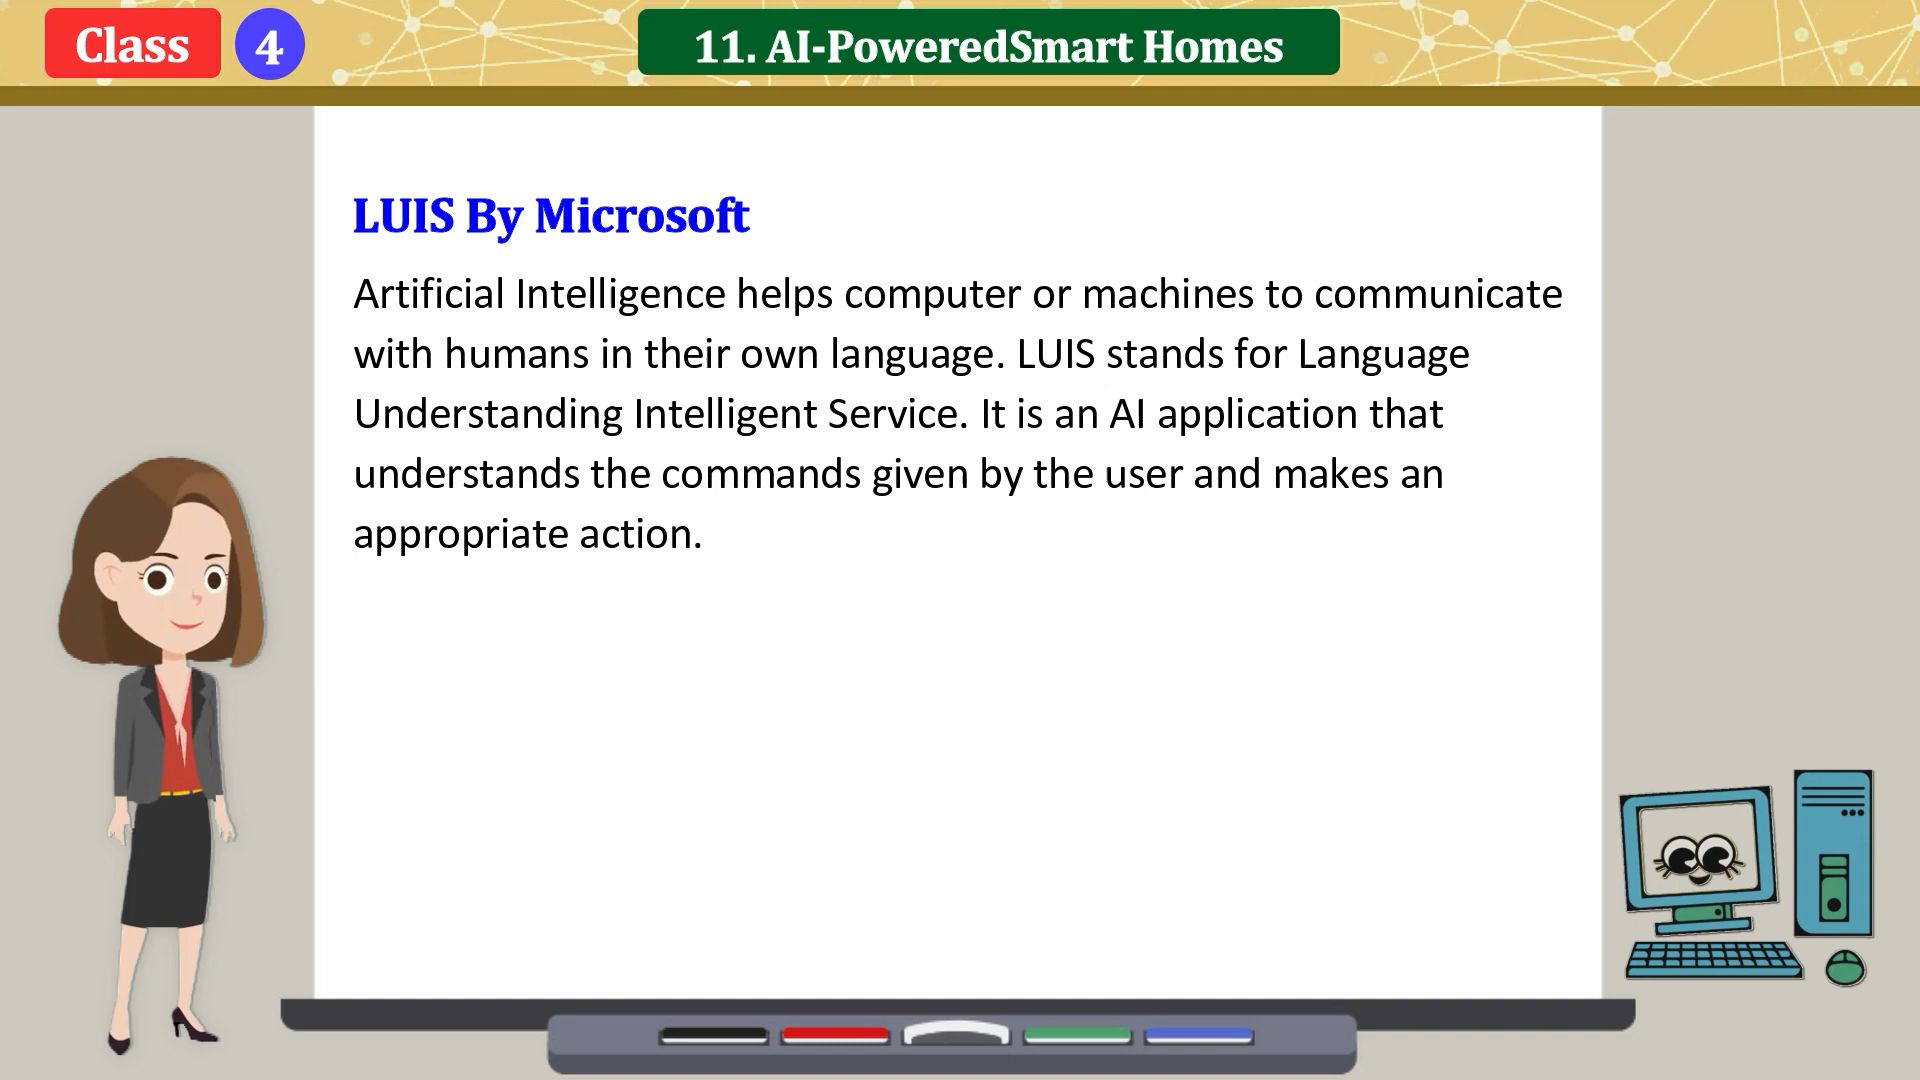 Class 4
11. AI-PoweredSmart Homes
LUIS By Microsoft
Artificial Intelligence helps computer or machines to communicate
with humans in their own language. LUIS stands for Language
Understanding Intelligent Service. It is an AI application that
understands the commands given by the user and makes an
appropriate action.